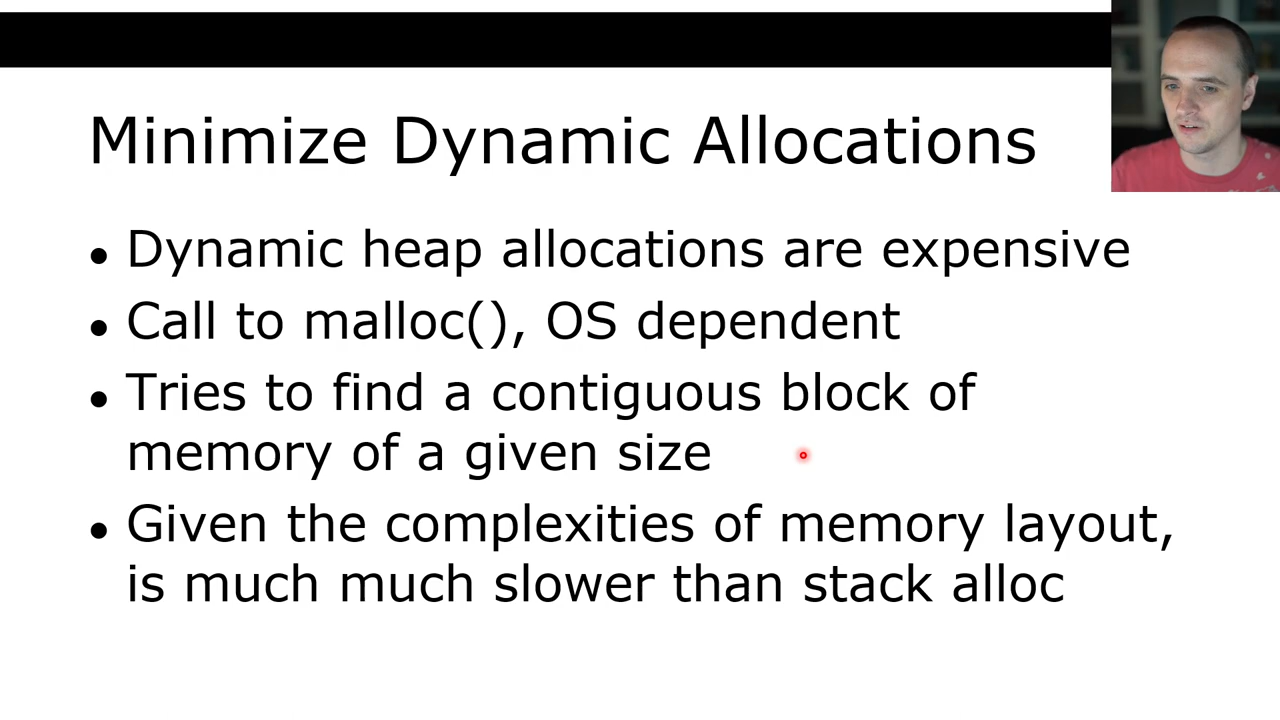 Minimize Dynamic Allocations
• Dynamic heap allocations are expensive
• Call to malloc(), OS dependent
• Tries to find a contiguous block of
memory of a given size
• Given the complexities of memory layout,
is much much slower than stack alloc